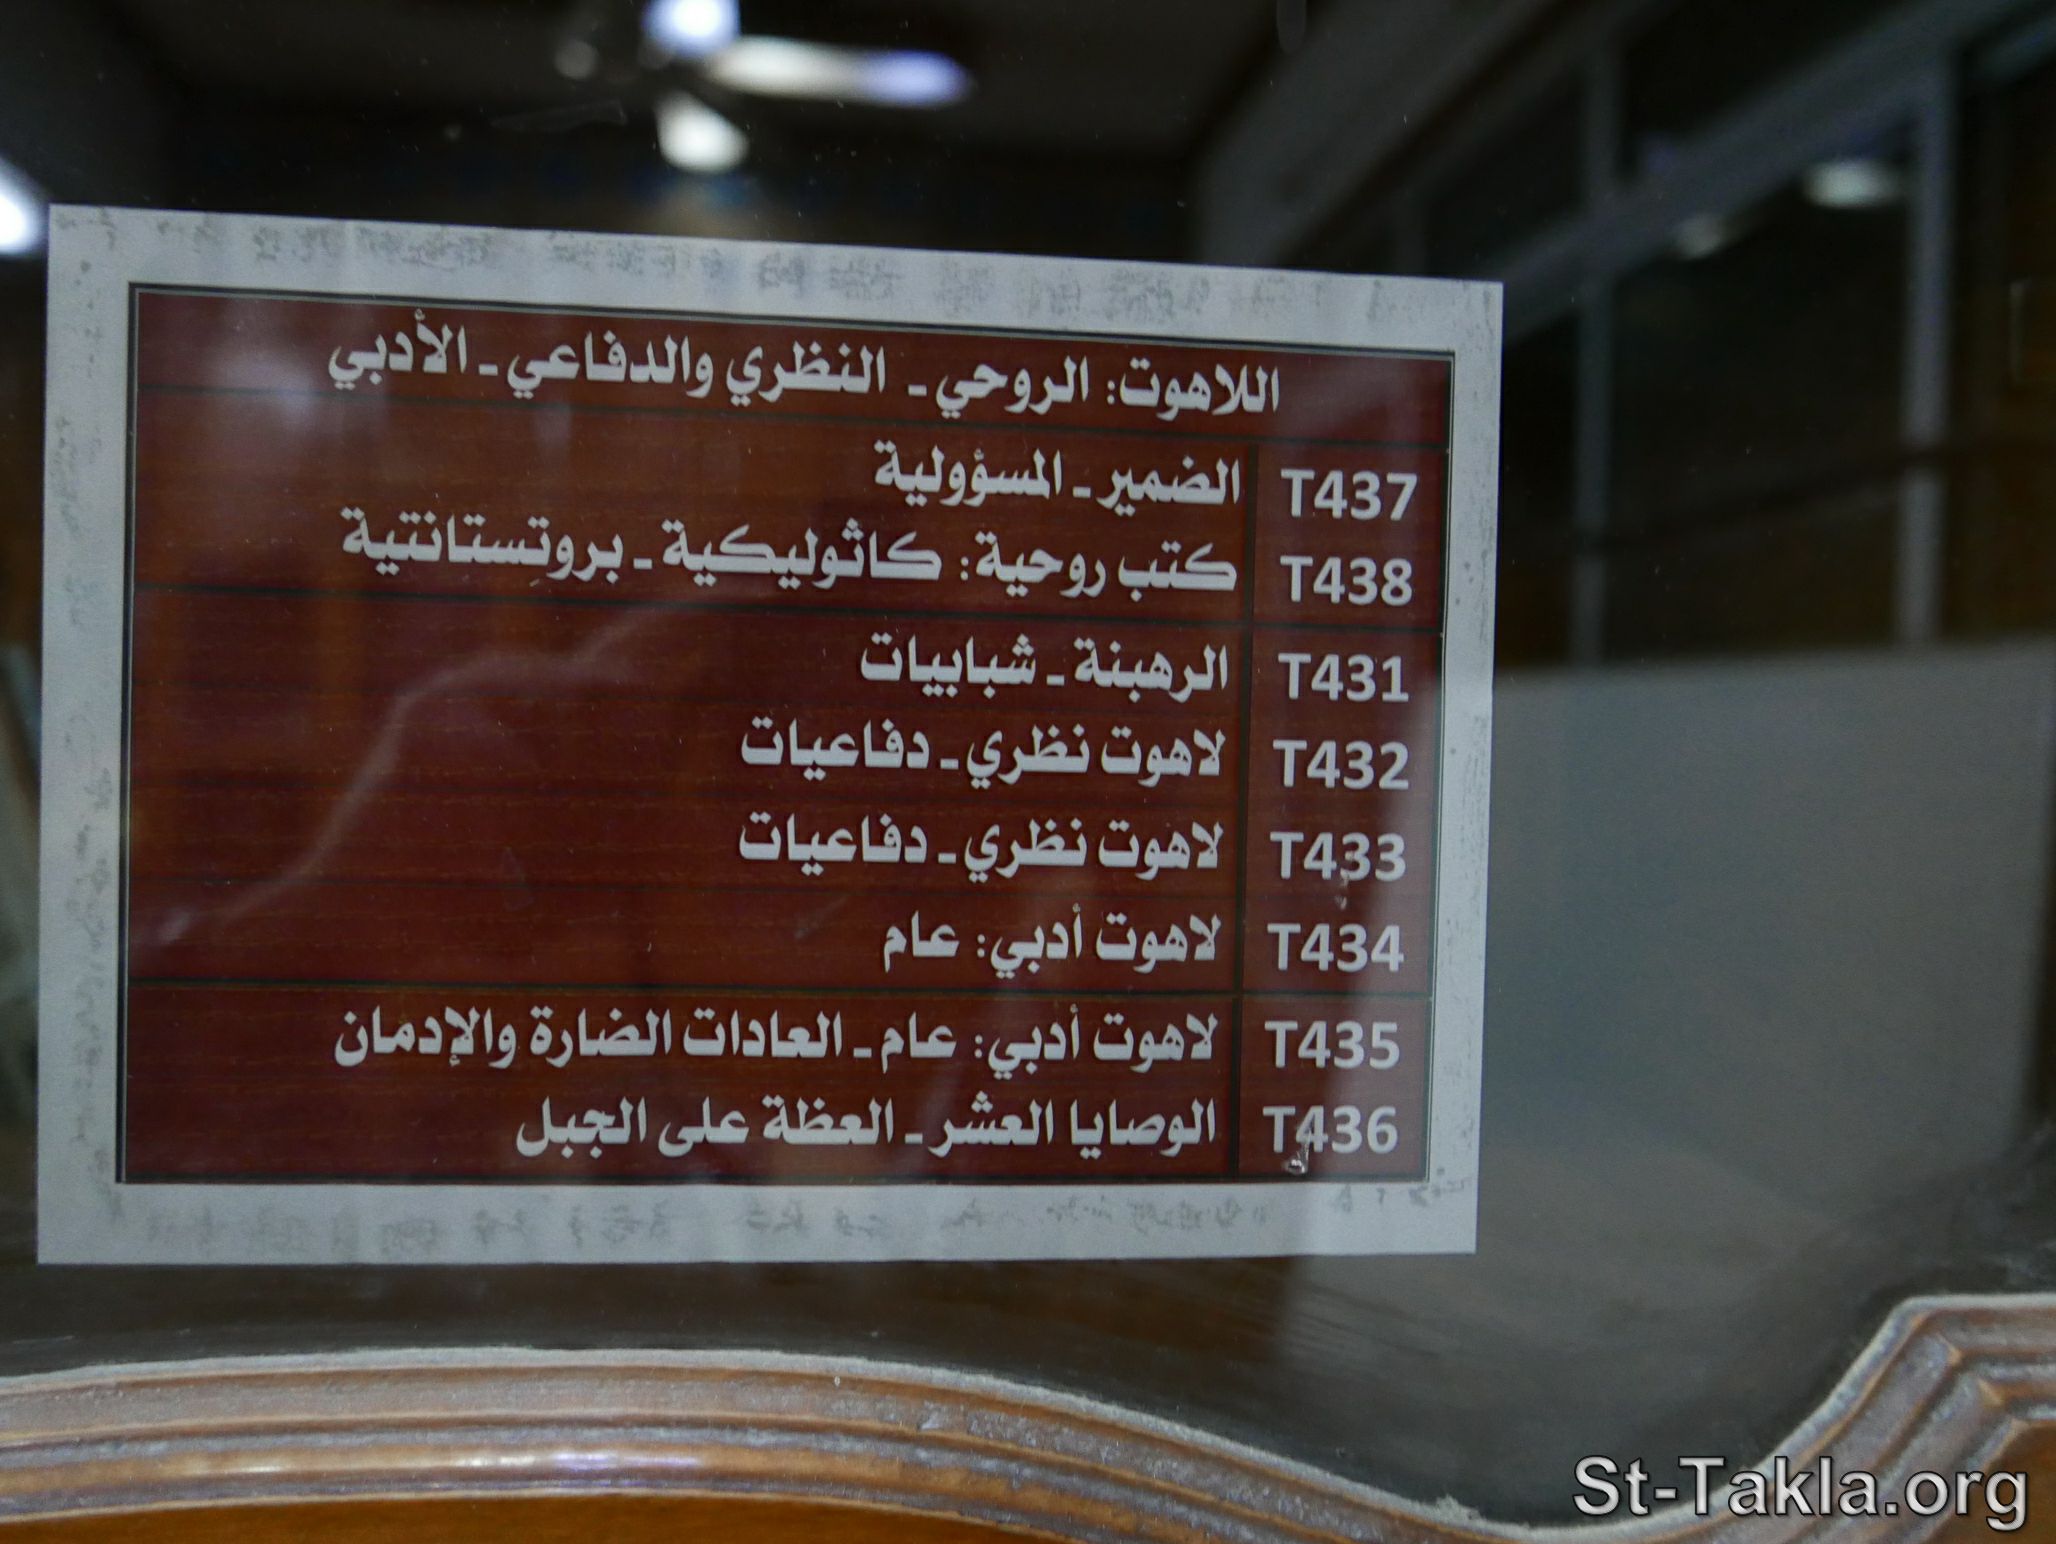 اللاهوت: الروحي - النظري والدفاعي - الأدبي
T437 الضمير - المسؤولية
T438 كتب روحية: كاثوليكية - بروتِستانتية
T431 الرهبنة - شبابيات
T432 لاهوت نظري - دفاعيات
T433 لاهوت نظري - دفاعيات
T434 لاهوت أدبي: عام
T435 لاهوت أدبي: عام - العادات الضارة والإدمان
T436 الوصايا العشر - العظة على الجبل
St-Takla.org